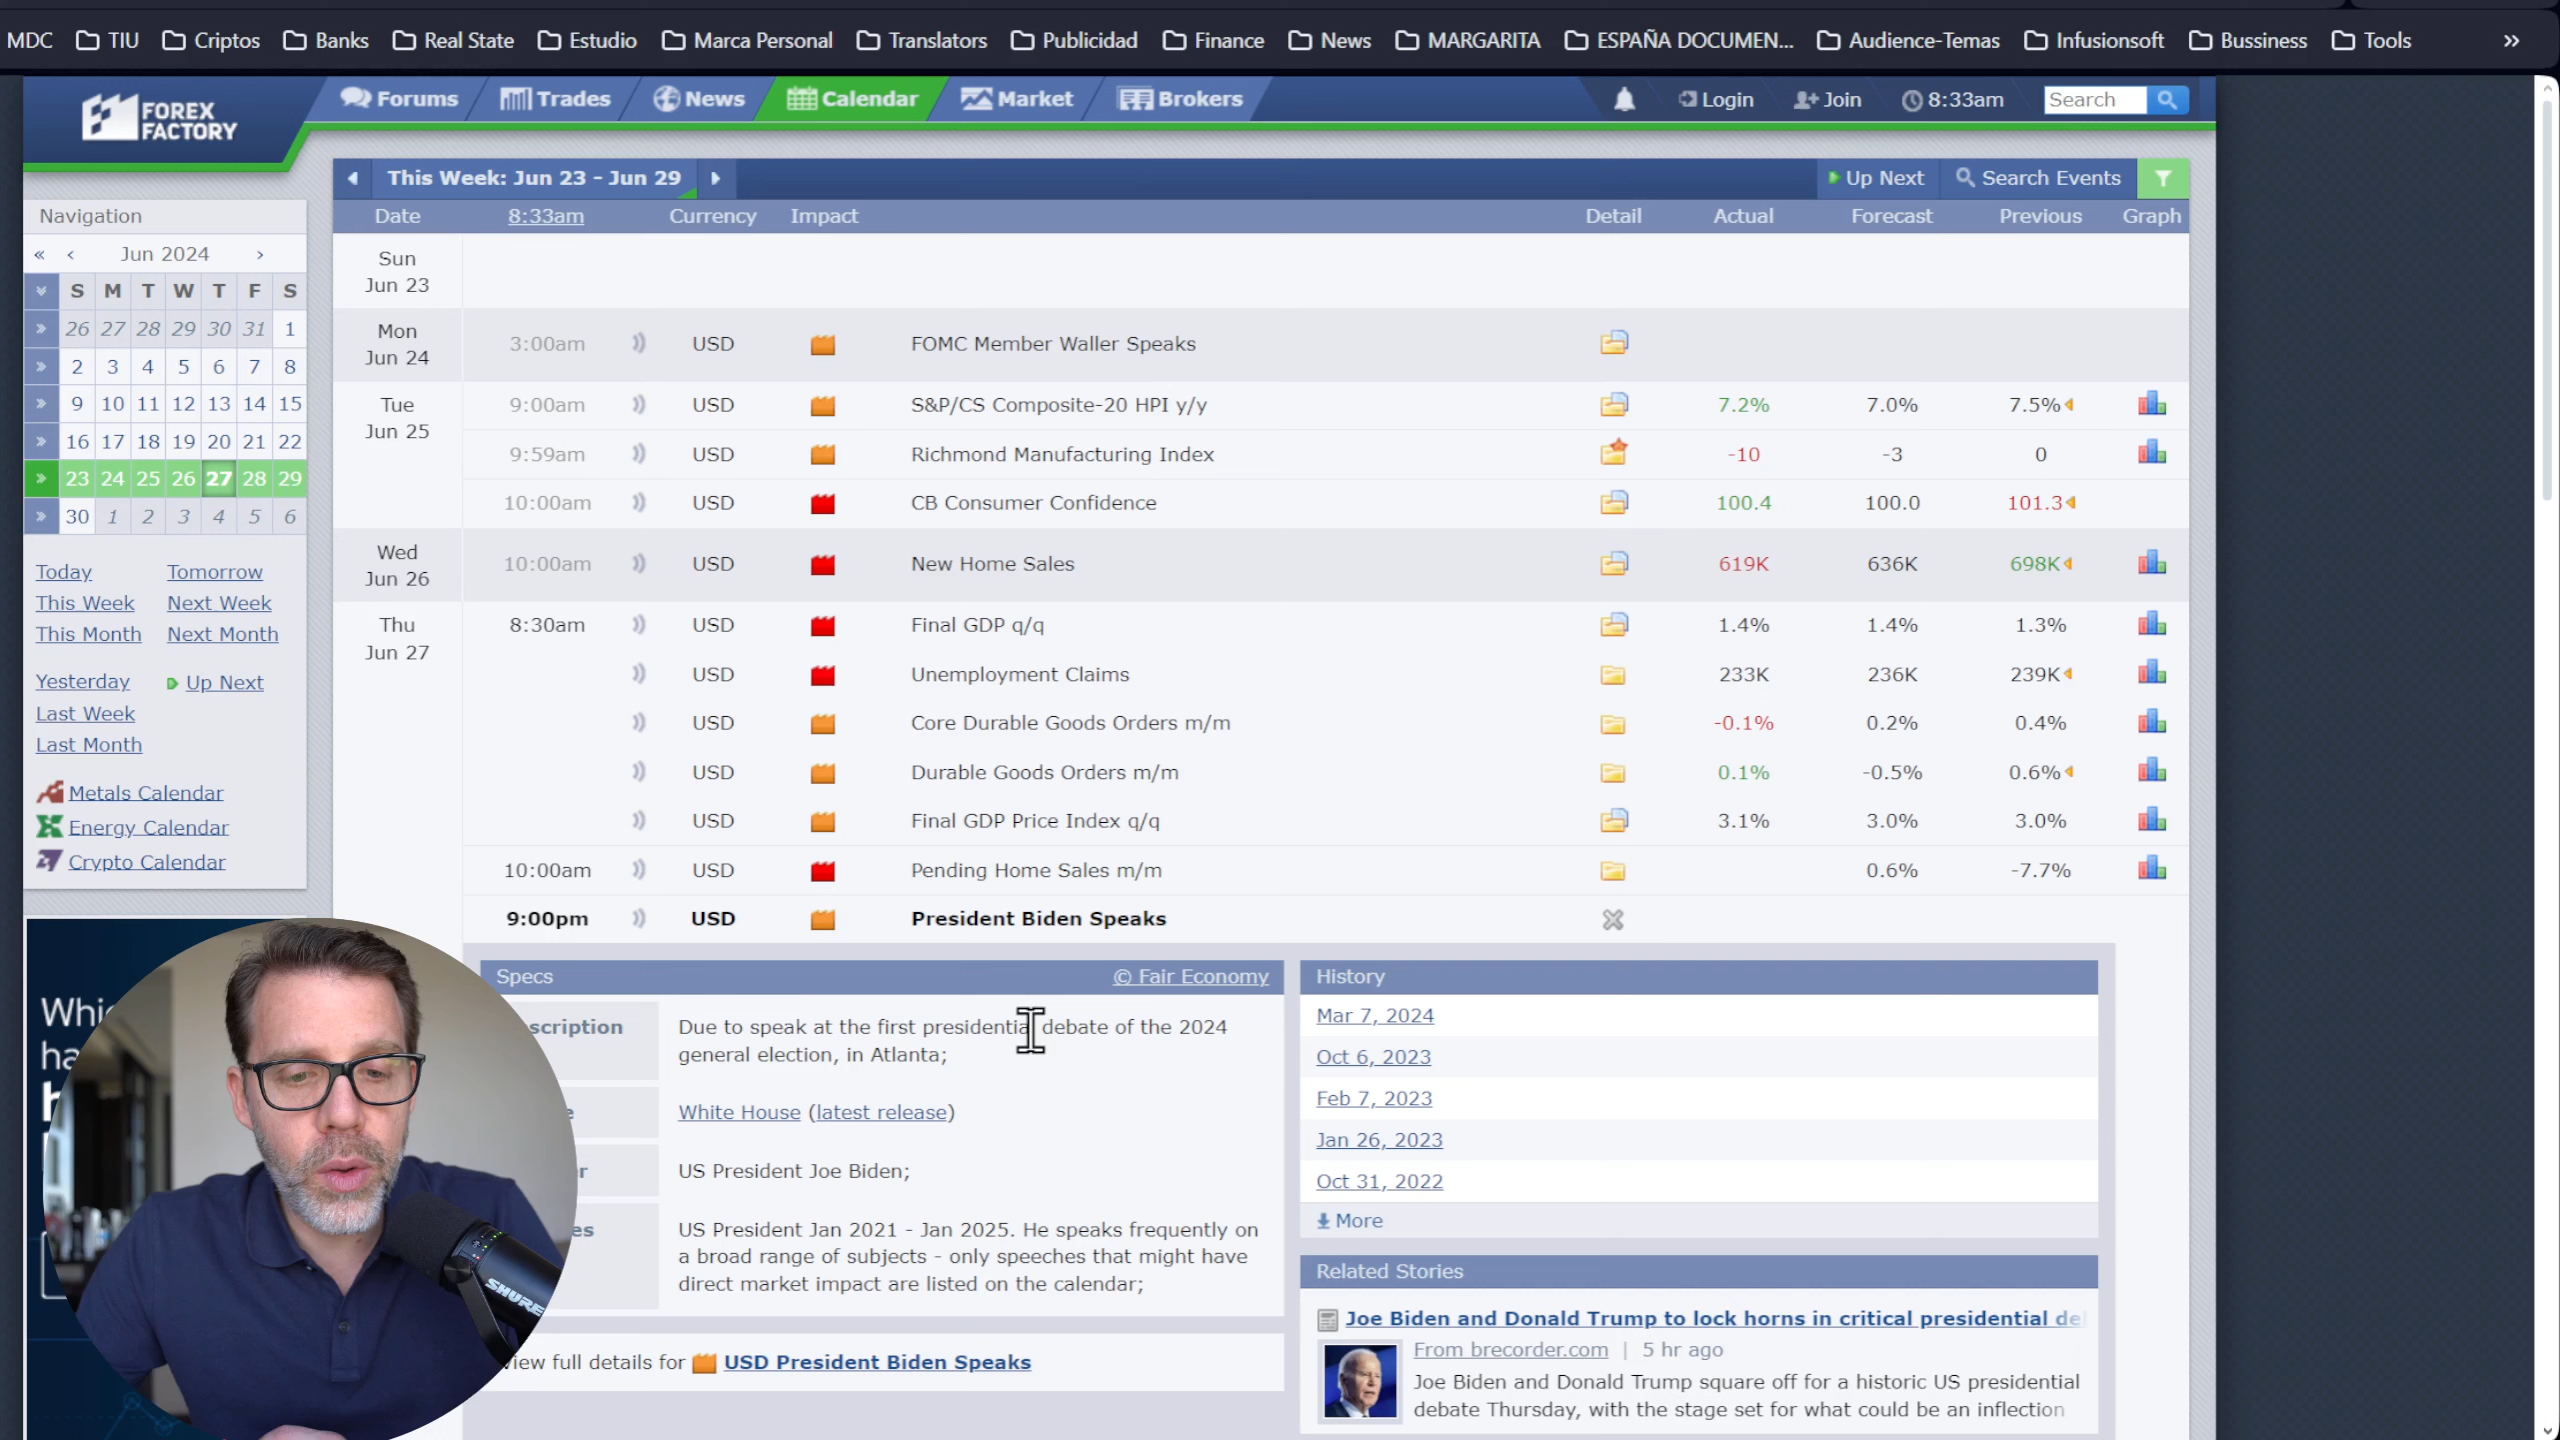 MDC TIU Criptos Banks Real State Estudio Marca Personal Translators Publicidad Finance News MARGARITA ESPAÑA DOCUMEN... Audience-Temas Infusionsoft Bussiness Tools »
FOREX FACTORY
Forums Trades News Calendar Market Brokers Login Join 8:33am Search
This Week: Jun 23 - Jun 29 Up Next Search Events
Date 8:33am Currency Impact Detail Actual Forecast Previous Graph
Navigation
« ‹ Jun 2024 ›
S M T W T F S
26 27 28 29 30 31 1
2 3 4 5 6 7 8
9 10 11 12 13 14 15
16 17 18 19 20 21 22
23 24 25 26 27 28 29
30 1 2 3 4 5 6
Today Tomorrow
This Week Next Week
This Month Next Month
Yesterday Up Next
Last Week
Last Month
Metals Calendar
Energy Calendar
Crypto Calendar
Sun
Jun 23
Mon
Jun 24
3:00am USD FOMC Member Waller Speaks
Tue
Jun 25
9:00am USD S&P/CS Composite-20 HPI y/y 7.2% 7.0% 7.5%
9:59am USD Richmond Manufacturing Index -10 -3 0
10:00am USD CB Consumer Confidence 100.4 100.0 101.3
Wed
Jun 26
10:00am USD New Home Sales 619K 636K 698K
Thu
Jun 27
8:30am USD Final GDP q/q 1.4% 1.4% 1.3%
USD Unemployment Claims 233K 236K 239K
USD Core Durable Goods Orders m/m -0.1% 0.2% 0.4%
USD Durable Goods Orders m/m 0.1% -0.5% 0.6%
USD Final GDP Price Index q/q 3.1% 3.0% 3.0%
10:00am USD Pending Home Sales m/m 0.6% -7.7%
9:00pm USD President Biden Speaks
Specs © Fair Economy
Due to speak at the first presidential debate of the 2024
general election, in Atlanta;
White House (latest release)
US President Joe Biden;
US President Jan 2021 - Jan 2025. He speaks frequently on
a broad range of subjects - only speeches that might have
direct market impact are listed on the calendar;
full details for USD President Biden Speaks
History
Mar 7, 2024
Oct 6, 2023
Feb 7, 2023
Jan 26, 2023
Oct 31, 2022
More
Related Stories
Joe Biden and Donald Trump to lock horns in critical presidential
From brecorder.com | 5 hr ago
Joe Biden and Donald Trump square off for a historic US presidential
debate Thursday, with the stage set for what could be an inflection
SHURE